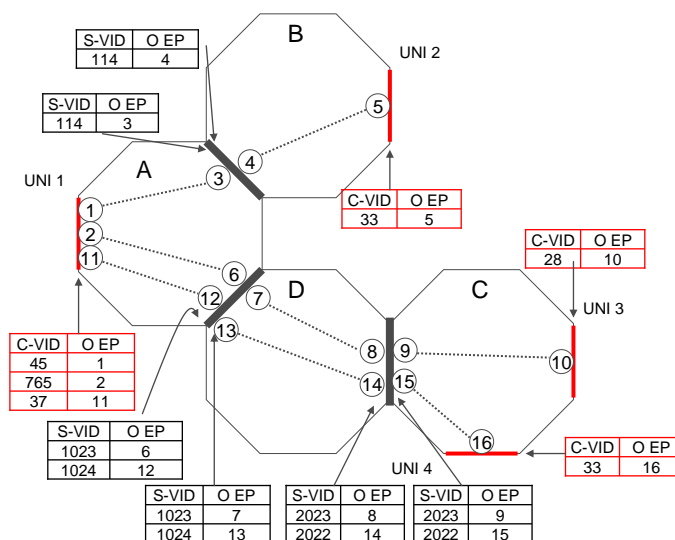 S-VID O EP
114 4
B
UNI 2
S-VID O EP
114 3
5
4
A
3
UNI 1
C-VID O EP
33 5
1
2
11
6
12
7
13
D
C
C-VID O EP
28 10
UNI 3
8
9
10
14
15
16
C-VID O EP
45 1
765 2
37 11
S-VID O EP
1023 6
1024 12
UNI 4
C-VID O EP
33 16
S-VID O EP
1023 7
1024 13
S-VID O EP
2023 8
2022 14
S-VID O EP
2023 9
2022 15